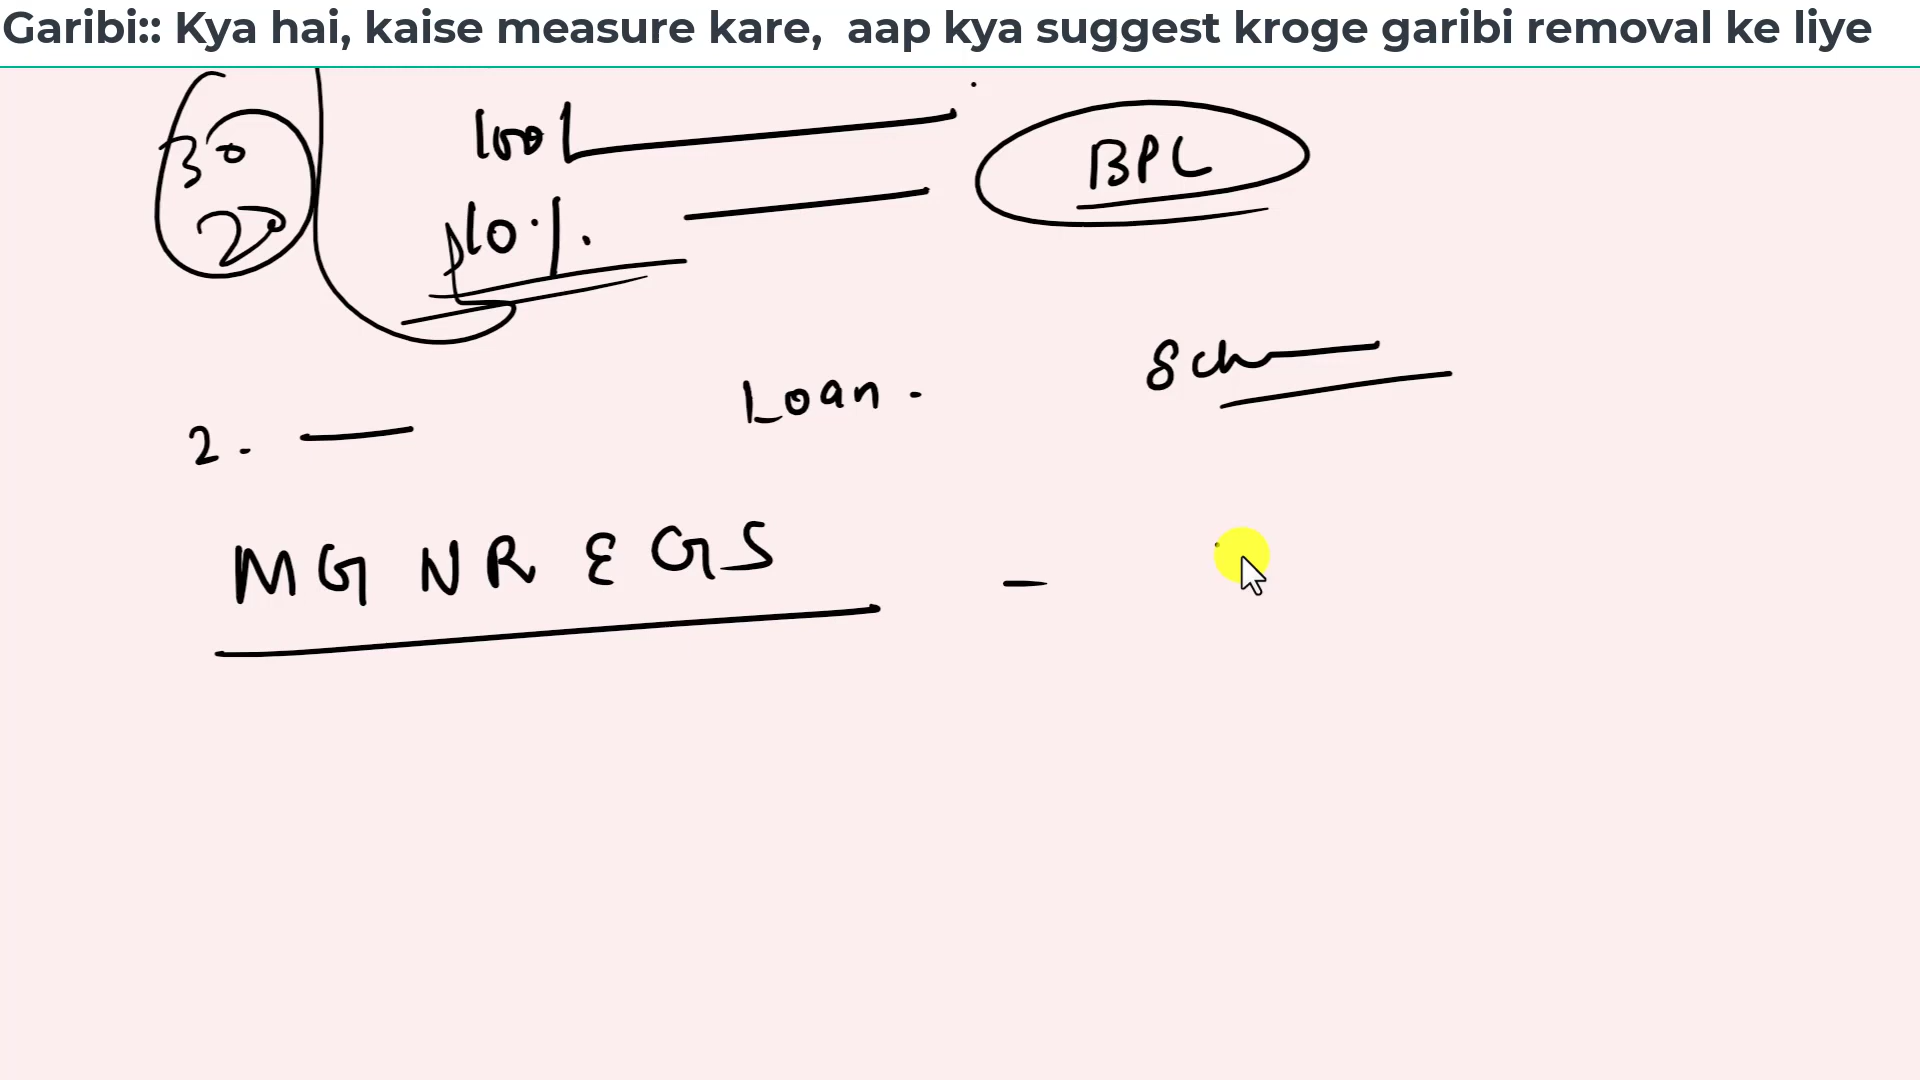 Garibi:: Kya hai, kaise measure kare, aap kya suggest kroge garibi removal ke liye
30
20
100
BPL
10%.
Sch
Loan.
2.
MGNREGS -